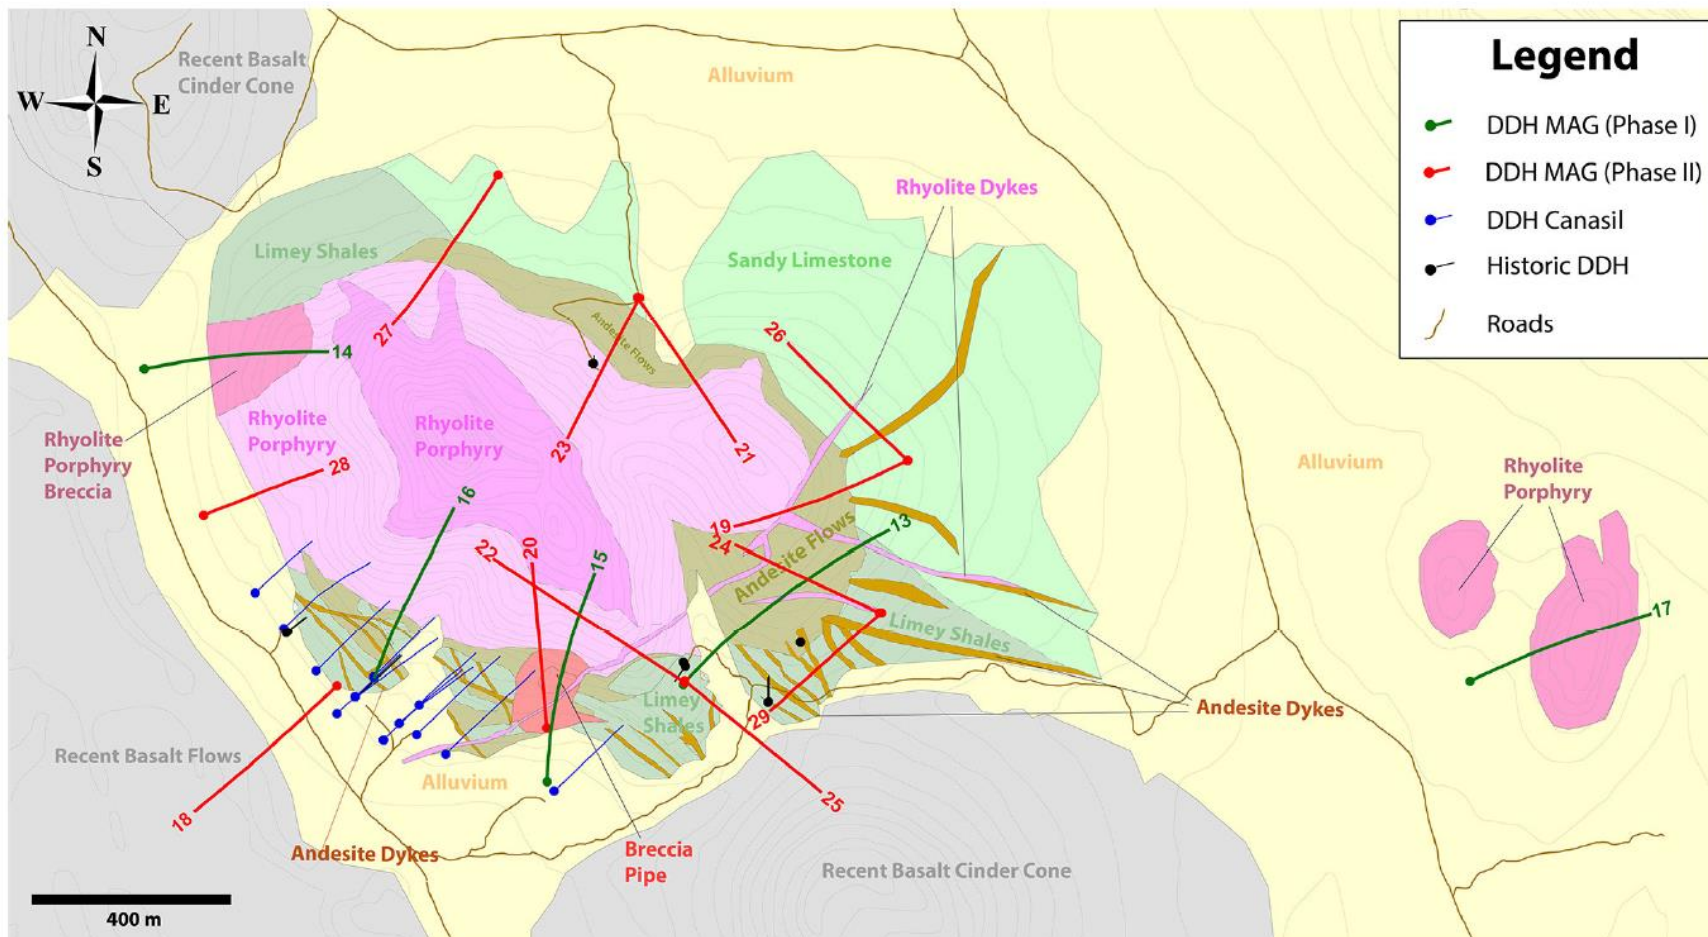 N
W
E
S
Recent Basalt
Cinder Cone
Alluvium
Legend
DDH MAG (Phase I)
DDH MAG (Phase II)
DDH Canasil
Historic DDH
Roads
Rhyolite Dykes
Limey Shales
Sandy Limestone
27
14
Andesite Flows
26
Rhyolite
Porphyry
Rhyolite
Porphyry
Rhyolite
Porphyry
Breccia
28
23
21
16
Alluvium
Rhyolite
Porphyry
19
24
13
22
20
15
Andesite Flows
Limey Shales
17
Limey
Shales
29
Andesite Dykes
Recent Basalt Flows
Alluvium
25
18
Andesite Dykes
Breccia
Pipe
Recent Basalt Cinder Cone
400 m